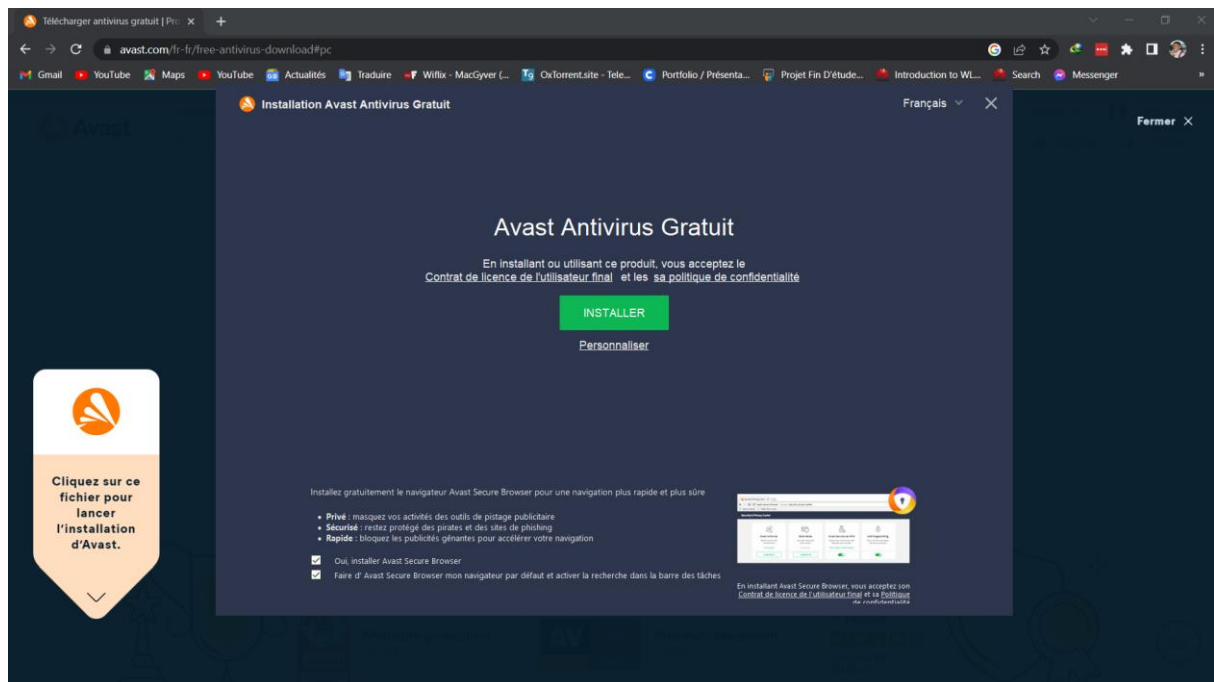 Télécharger antivirus gratuit | Pro
avast.com/fr-fr/free-antivirus-download#pc
Gmail YouTube Maps YouTube Actualités Traduire Wiflix - MacGyver (... OxTorrent.site - Tele... Portfolio / Présenta... Projet Fin D'étude... Introduction to WL... Search Messenger »
Avast
Installation Avast Antivirus Gratuit
Français
Fermer
Avast Antivirus Gratuit
En installant ou utilisant ce produit, vous acceptez le
Contrat de licence de l'utilisateur final et les sa politique de confidentialité
INSTALLER
Personnaliser
Cliquez sur ce
fichier pour
lancer
l'installation
d'Avast.
Installez gratuitement le navigateur Avast Secure Browser pour une navigation plus rapide et plus sûre
• Privé : masquez vos activités des outils de pistage publicitaire
• Sécurisé : restez protégé des pirates et des sites de phishing
• Rapide : bloquez les publicités gênantes pour accélérer votre navigation
Oui, installer Avast Secure Browser
Faire d' Avast Secure Browser mon navigateur par défaut et activer la recherche dans la barre des tâches
En installant Avast Secure Browser, vous acceptez son
Contrat de licence de l'utilisateur final et sa Politique
de confidentialité